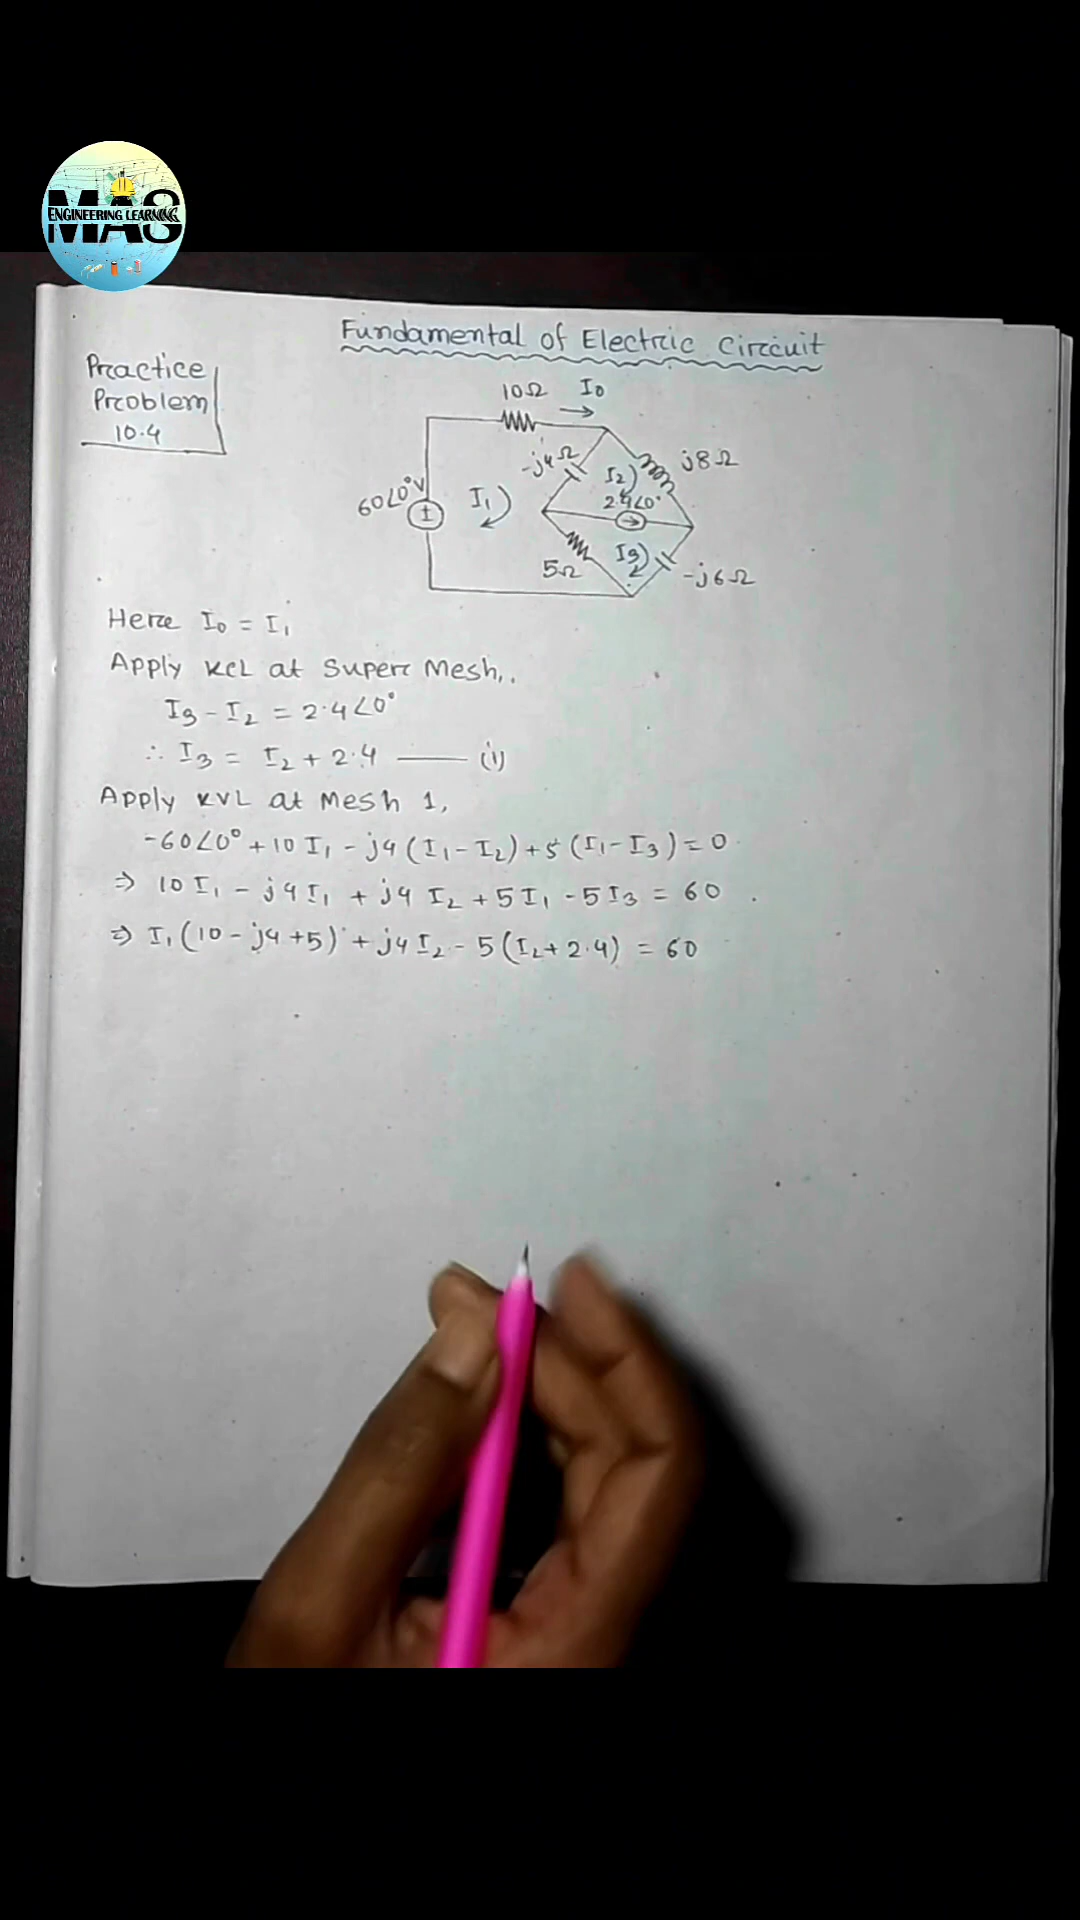 MAS
ENGINEERING LEARNING
Fundamental of Electric Circuit
Practice
Problem
10.4
10Ω I₀
-j4Ω
j8Ω
60∠0°V
I₁
I₂
2.4∠0°
I₃
5Ω
-j6Ω
Here I₀ = I₁
Apply KCL at Super Mesh,.
I₃ - I₂ = 2.4∠0°
∴ I₃ = I₂ + 2.4 —— (1)
Apply KVL at Mesh 1,
-60∠0° + 10 I₁ - j4 (I₁ - I₂) + 5 (I₁ - I₃) = 0
⇒ 10 I₁ - j4 I₁ + j4 I₂ + 5 I₁ - 5 I₃ = 60
⇒ I₁ (10 - j4 + 5) + j4 I₂ - 5 (I₂ + 2.4) = 60